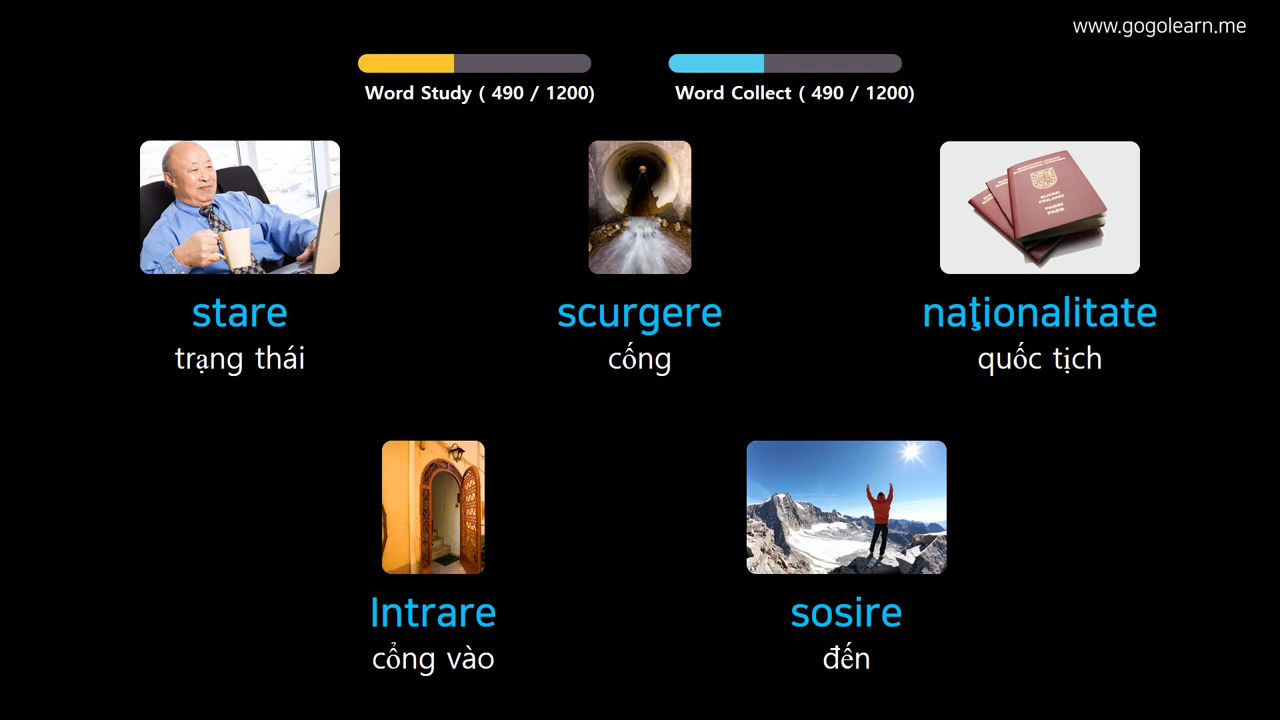 www.gogolearn.me
Word Study ( 490 / 1200)
Word Collect ( 490 / 1200)
stare
trạng thái
scurgere
cống
naţionalitate
quốc tịch
Intrare
cổng vào
sosire
đến